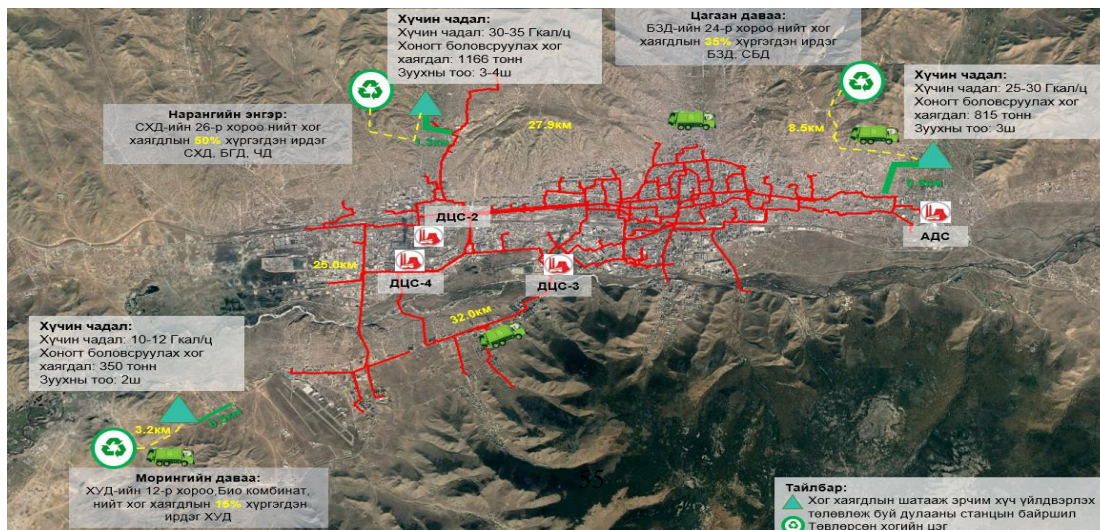 Хүчин чадал:
Хүчин чадал: 30-35 Гкал/ц
Хоногт боловсруулах хог
хаягдал: 1166 тонн
Зуухны тоо: 3-4ш
Цагаан даваа:
БЗД-ийн 24-р хороо нийт хог
хаягдлын 35% хүргэгдэн ирдэг
БЗД, СБД
Хүчин чадал:
Хүчин чадал: 25-30 Гкал/ц
Хоногт боловсруулах хог
хаягдал: 815 тонн
Зуухны тоо: 3ш
Нарангийн энгэр:
СХД-ийн 26-р хороо нийт хог
хаягдлын 50% хүргэгдэн ирдэг
СХД, БГД, ЧД
27.9км
8.5км
ДЦС-2
АДС
25.0км
ДЦС-4
ДЦС-3
32.0км
Хүчин чадал:
Хүчин чадал: 10-12 Гкал/ц
Хоногт боловсруулах хог
хаягдал: 350 тонн
Зуухны тоо: 2ш
3.2км
Морингийн даваа:
ХУД-ийн 12-р хороо,Био комбинат,
нийт хог хаягдлын 15% хүргэгдэн
ирдэг ХУД
55
Тайлбар:
Хог хаягдлын шатааж эрчим хүч үйлдвэрлэх
төлөвлөж буй дулааны станцын байршил
Төвлөрсөн хогийн цэг